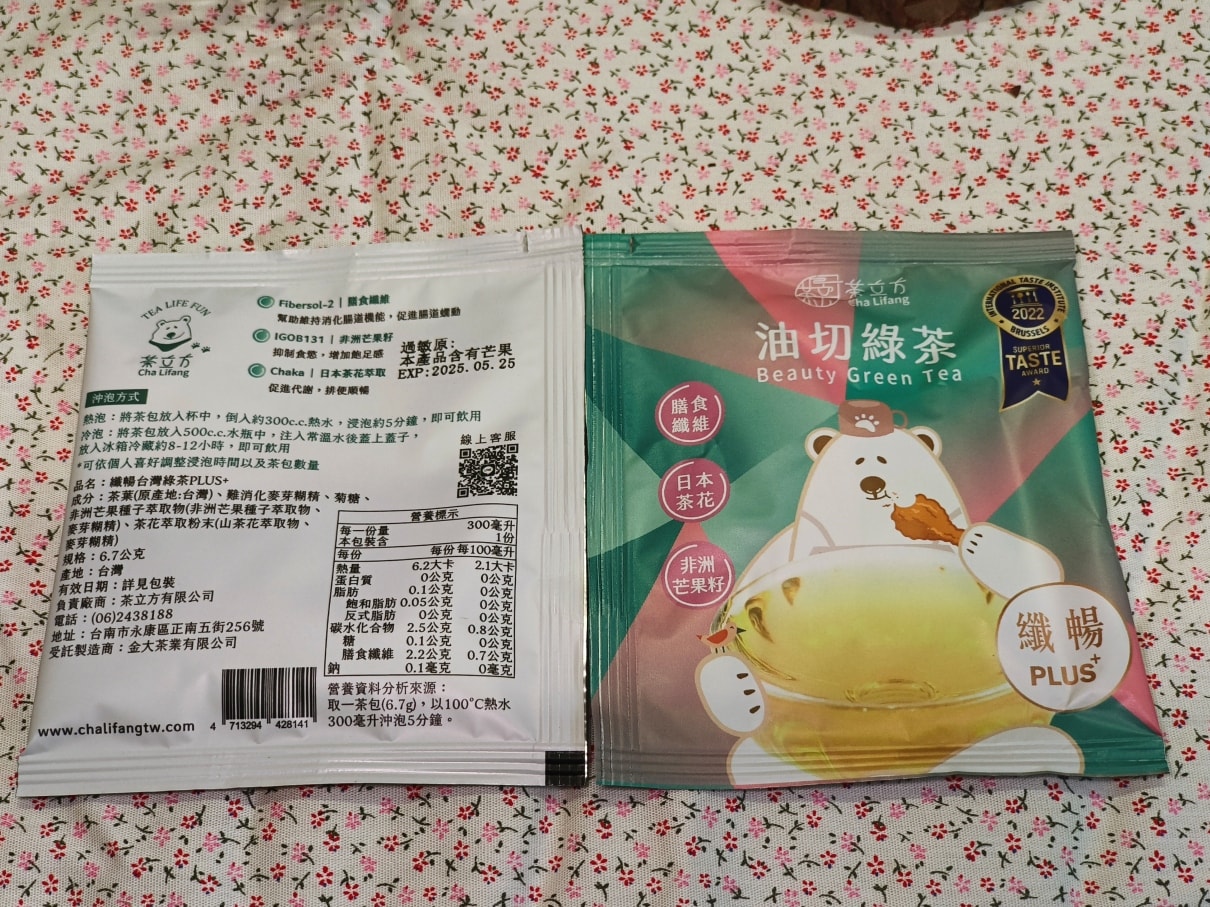 TEA LIFE FUN
茶立方
Cha Lifang
Fibersol-2 | 膳食纖維
幫助維持消化腸道機能，促進腸道蠕動
IGOB131 | 非洲芒果籽
抑制食慾，增加飽足感
Chaka | 日本茶花萃取
促進代謝，排便順暢
過敏原:
本產品含有芒果
EXP:2025.05.25
沖泡方式
熱泡：將茶包放入杯中，倒入約300c.c.熱水，浸泡約5分鐘，即可飲用
冷泡：將茶包放入500c.c.水瓶中，注入常溫水後蓋上蓋子，
放入冰箱冷藏約8-12小時，即可飲用
*可依個人喜好調整浸泡時間以及茶包數量
線上客服
品名：纖暢台灣綠茶PLUS+
成分：茶葉(原產地:台灣)、難消化麥芽糊精、菊糖、
非洲芒果種子萃取物(非洲芒果種子萃取物、
麥芽糊精)、茶花萃取粉末(山茶花萃取物、
麥芽糊精)
規格：6.7公克
產地：台灣
有效日期：詳見包裝
負責廠商：茶立方有限公司
電話：(06)2438188
地址：台南市永康區正南五街256號
受託製造商：金大茶業有限公司
營養標示
每一份量 300毫升
本包裝含 1份
每份 每份 每100毫升
熱量 6.2大卡 2.1大卡
蛋白質 0公克 0公克
脂肪 0.1公克 0公克
飽和脂肪 0.05公克 0公克
反式脂肪 0公克 0公克
碳水化合物 2.5公克 0.8公克
糖 0.1公克 0公克
膳食纖維 2.2公克 0.7公克
鈉 0.1毫克 0毫克
營養資料分析來源：
取一茶包(6.7g)，以100°C熱水
300毫升沖泡5分鐘。
www.chalifangtw.com
4 713294 428141
茶立方
Cha Lifang
油切綠茶
Beauty Green Tea
INTERNATIONAL TASTE INSTITUTE
2022
BRUSSELS
SUPERIOR
TASTE
AWARD
膳食
纖維
日本
茶花
非洲
芒果籽
纖暢
PLUS+